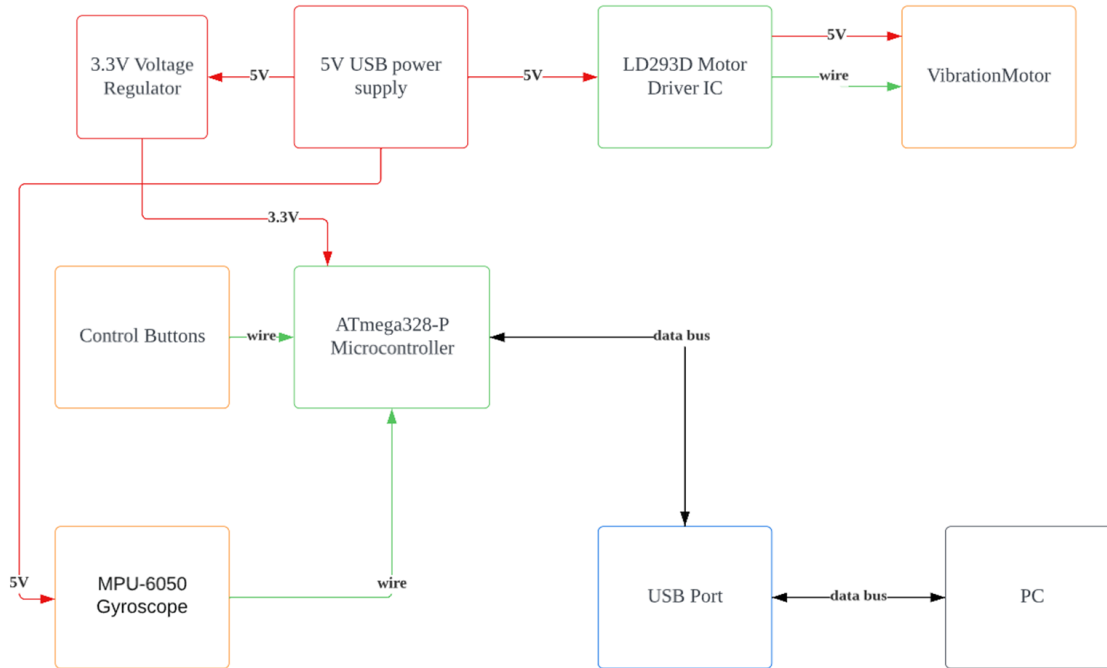 3.3V Voltage
Regulator
5V
5V USB power
supply
5V
LD293D Motor
Driver IC
5V
wire
VibrationMotor
3.3V
Control Buttons
wire
ATmega328-P
Microcontroller
data bus
5V
MPU-6050
Gyroscope
wire
USB Port
data bus
PC